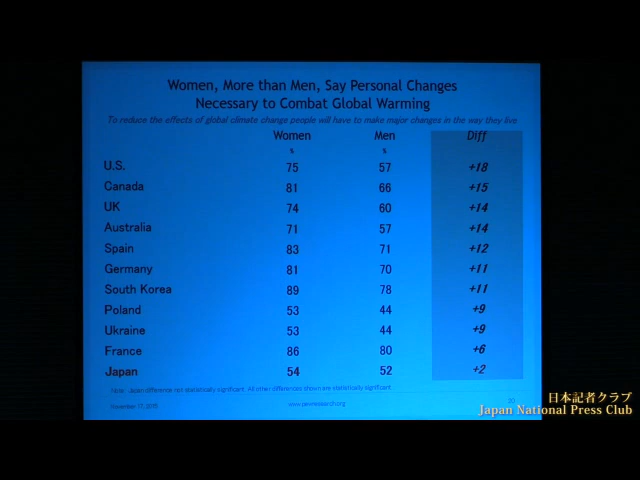 Women, More than Men, Say Personal Changes
Necessary to Combat Global Warming
To reduce the effects of global climate change people will have to make major changes in the way they live
Women Men Diff
% %
U.S. 75 57 +18
Canada 81 66 +15
UK 74 60 +14
Australia 71 57 +14
Spain 83 71 +12
Germany 81 70 +11
South Korea 89 78 +11
Poland 53 44 +9
Ukraine 53 44 +9
France 86 80 +6
Japan 54 52 +2
Note: Japan difference not statistically significant. All other differences shown are statistically significant
November 17, www.pewresearch.org 20
日本記者クラブ
Japan National Press Club